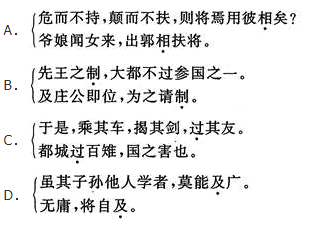 A. 危而不持，颠而不扶，则将焉用彼相矣？
爷娘闻女来，出郭相扶将。
B. 先王之制，大都不过参国之一。
及庄公即位，为之请制。
C. 于是，乘其车，揭其剑，过其友。
都城过百雉，国之害也。
D. 虽其子孙他人学者，莫能及广。
无庸，将自及。